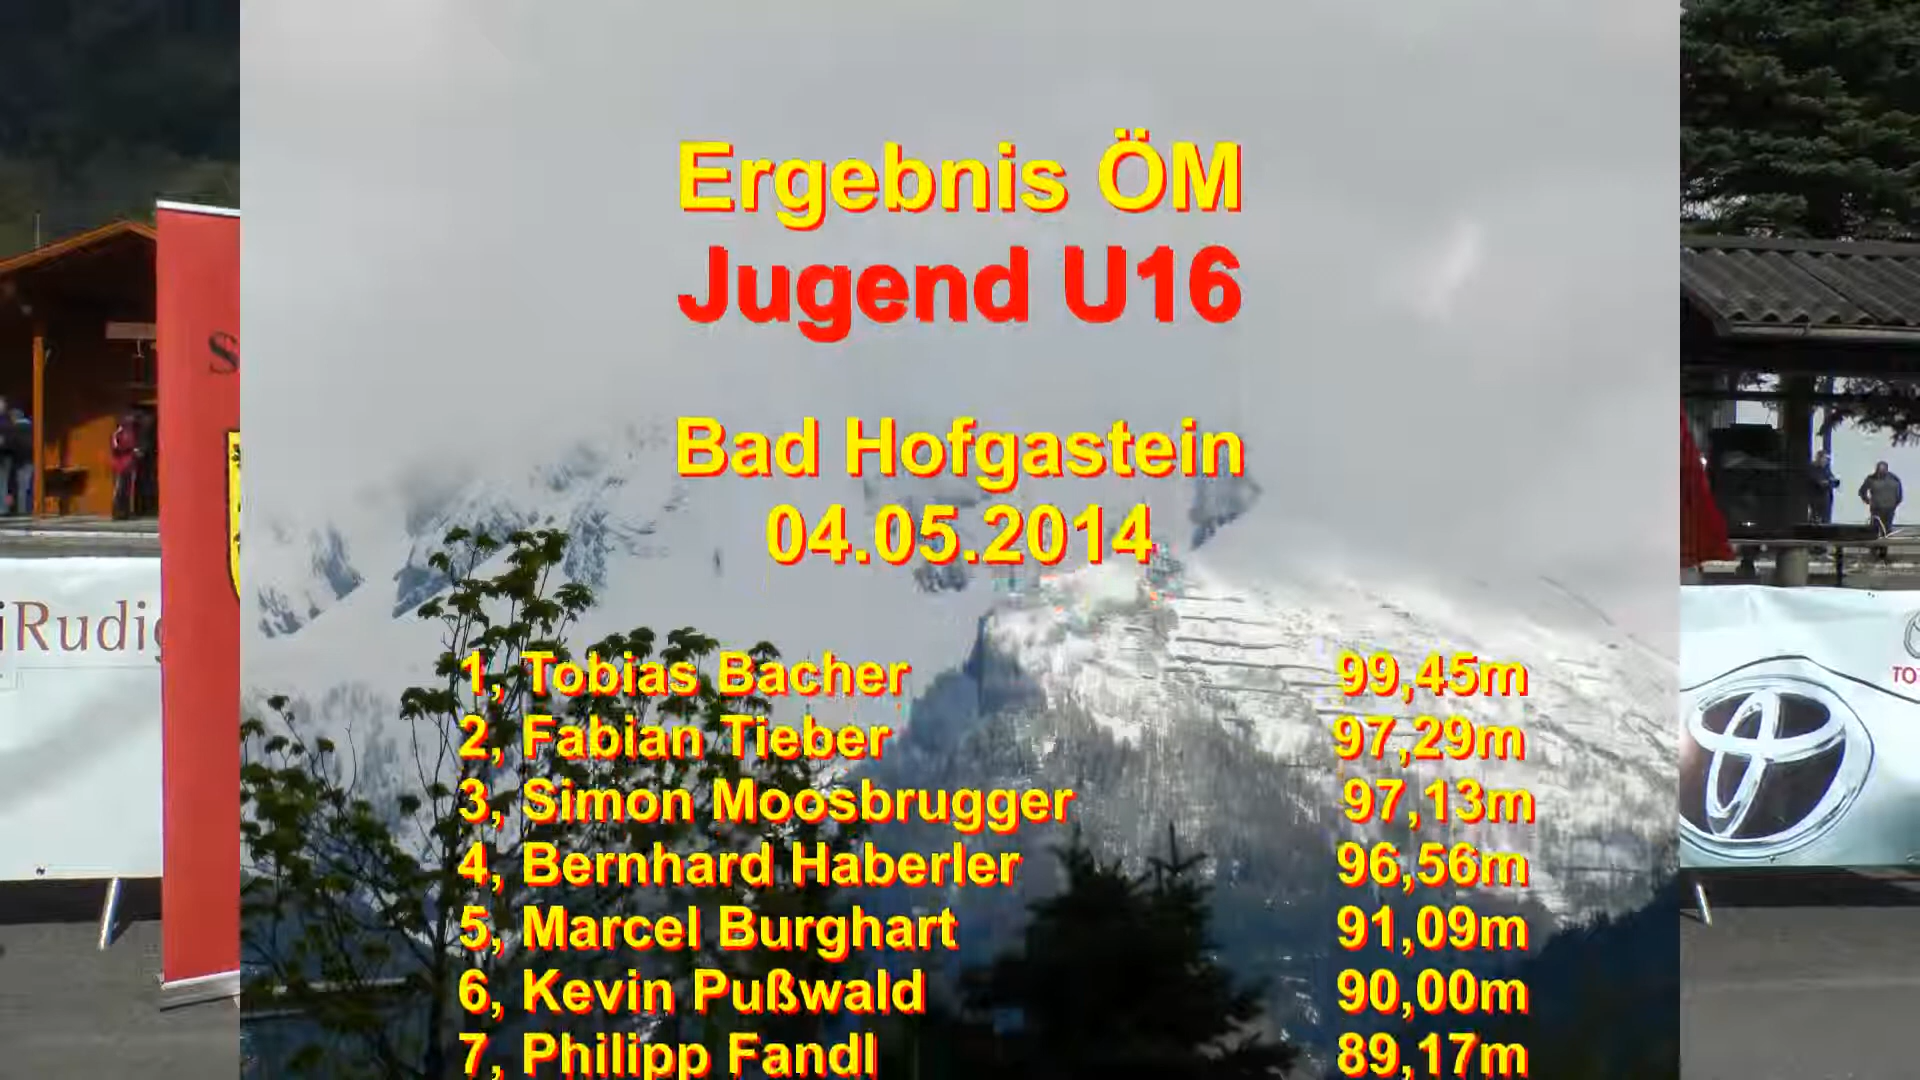 Ergebnis ÖM
Jugend U16
Bad Hofgastein
04.05.2014
1, Tobias Bacher 99,45m
2, Fabian Tieber 97,29m
3, Simon Moosbrugger 97,13m
4, Bernhard Haberler 96,56m
5, Marcel Burghart 91,09m
6, Kevin Pußwald 90,00m
7, Philipp Fandl 89,17m
iRudi
S
TO